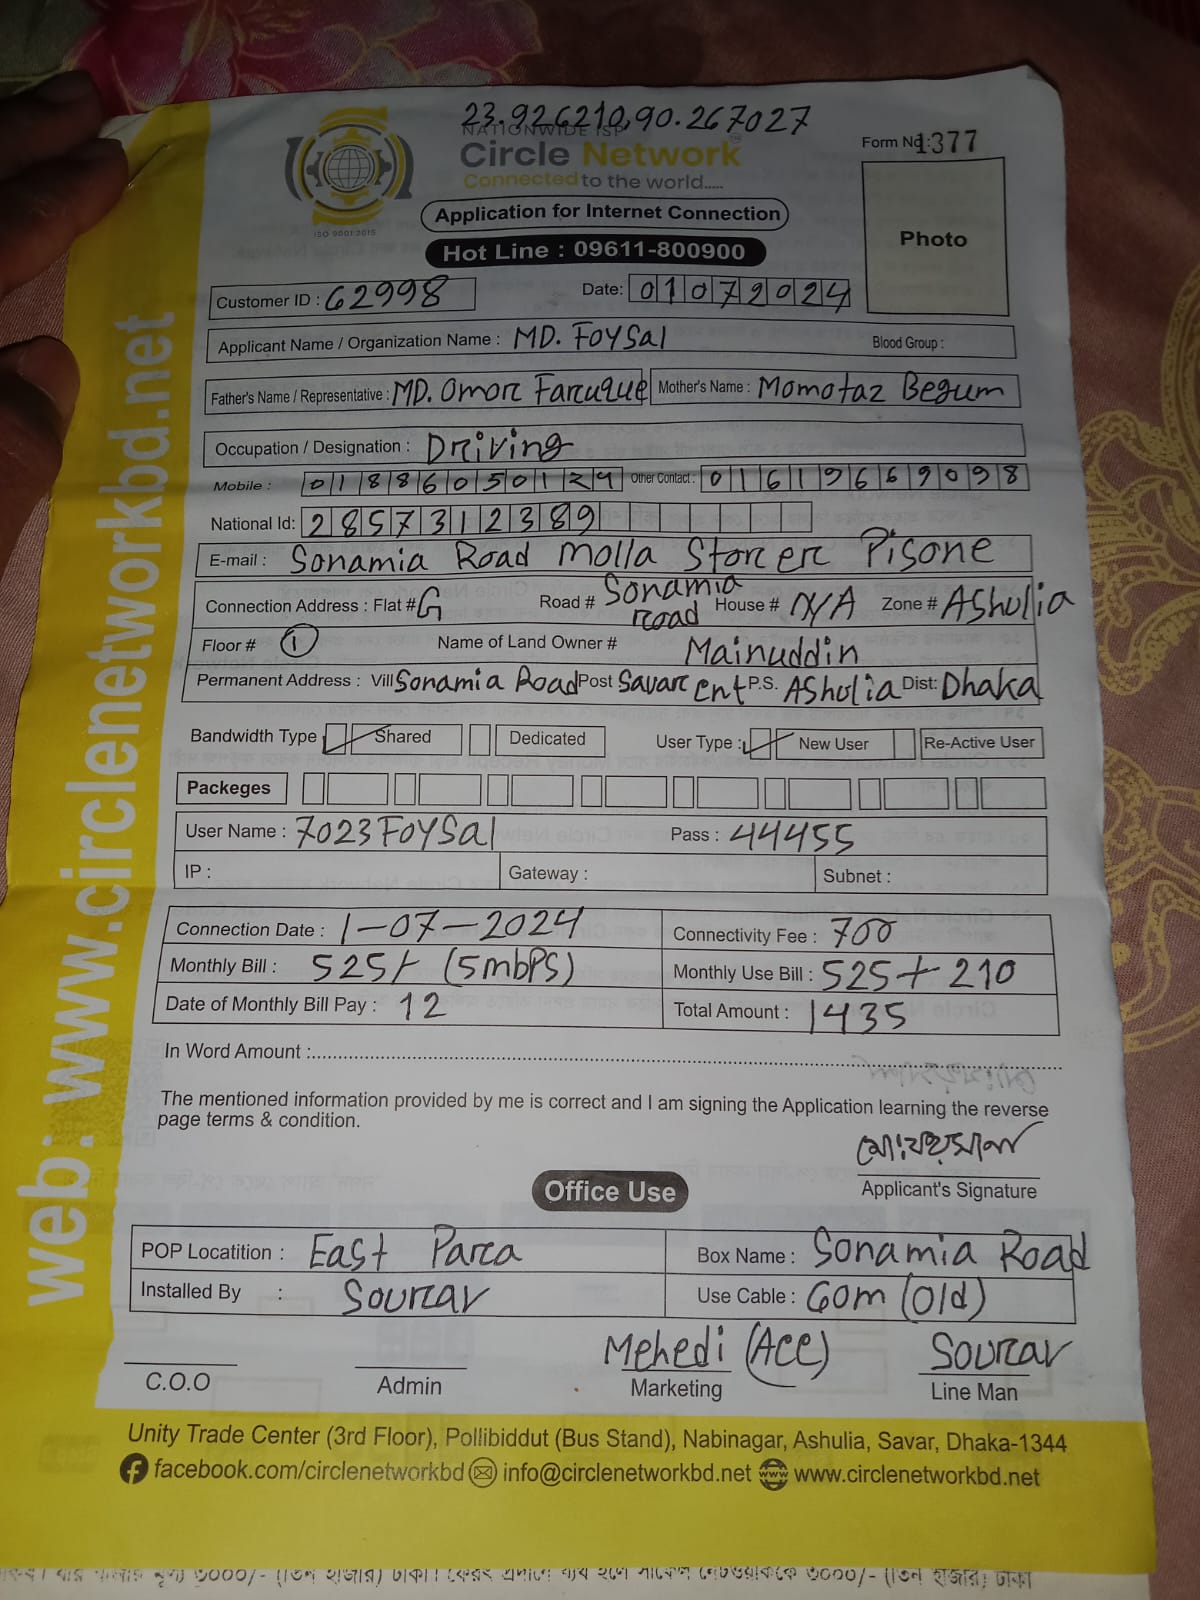 23.926210,90.267027
NATIONWIDE ISP
Circle Network™
Connected to the world.....
Form No: 1377
Application for Internet Connection
Photo
Hot Line : 09611-800900
ISO 9001:2015
Customer ID : 62998 Date: 01072024
Applicant Name / Organization Name : MD. FoySal Blood Group :
Father's Name / Representative : MD. Omor Faruque Mother's Name : Momotaz Begum
Occupation / Designation : Driving
Mobile : 01886050124 Other Contact : 01619669098
National Id: 2857312389
E-mail : Sonamia Road Molla Storer Pisone
Connection Address : Flat # G Road # Sonamia Road House # N/A Zone # AShulia
Floor # 1 Name of Land Owner # Mainuddin
Permanent Address : Vill Sonamia Road Post Savar Cent P.S. AShulia Dist: Dhaka
Bandwidth Type Shared Dedicated User Type : New User Re-Active User
Packeges
User Name : 7023FoySal Pass : 44455
IP : Gateway : Subnet :
Connection Date : 1-07-2024 Connectivity Fee : 700
Monthly Bill : 525/- (5mbPS) Monthly Use Bill : 525+210
Date of Monthly Bill Pay : 12 Total Amount : 1435
In Word Amount :
The mentioned information provided by me is correct and I am signing the Application learning the reverse
page terms & condition.
Applicant's Signature
Office Use
POP Locatition : East Para Box Name : Sonamia Road
Installed By : Sourav Use Cable : 60m (Old)
Mehedi (ACC) Sourav
C.O.O Admin Marketing Line Man
Unity Trade Center (3rd Floor), Pollibiddut (Bus Stand), Nabinagar, Ashulia, Savar, Dhaka-1344
facebook.com/circlenetworkbd info@circlenetworkbd.net www.circlenetworkbd.net
web: www.circlenetworkbd.net